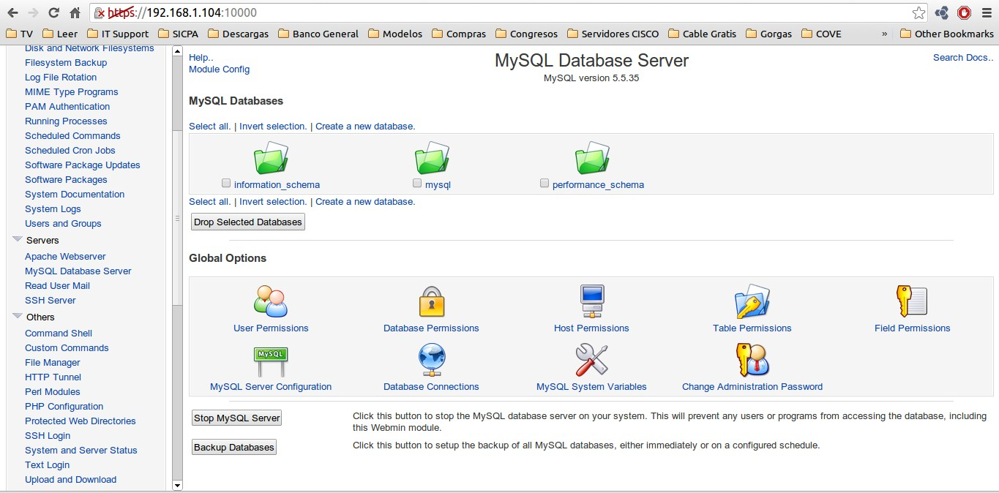 https://192.168.1.104:10000
TV Leer IT Support SICPA Descargas Banco General Modelos Compras Congresos Servidores CISCO Cable Gratis Gorgas COVE » Other Bookmarks
Disk and Network Filesystems
Filesystem Backup
Log File Rotation
MIME Type Programs
PAM Authentication
Running Processes
Scheduled Commands
Scheduled Cron Jobs
Software Package Updates
Software Packages
System Documentation
System Logs
Users and Groups
Servers
Apache Webserver
MySQL Database Server
Read User Mail
SSH Server
Others
Command Shell
Custom Commands
File Manager
HTTP Tunnel
Perl Modules
PHP Configuration
Protected Web Directories
SSH Login
System and Server Status
Text Login
Upload and Download
Help..
Module Config
MySQL Database Server
MySQL version 5.5.35
Search Docs..
MySQL Databases
Select all. | Invert selection. | Create a new database.
information_schema mysql performance_schema
Select all. | Invert selection. | Create a new database.
Drop Selected Databases
Global Options
User Permissions Database Permissions Host Permissions Table Permissions Field Permissions
MySQL
MySQL Server Configuration Database Connections MySQL System Variables Change Administration Password
Stop MySQL Server
Click this button to stop the MySQL database server on your system. This will prevent any users or programs from accessing the database, including
this Webmin module.
Backup Databases
Click this button to setup the backup of all MySQL databases, either immediately or on a configured schedule.